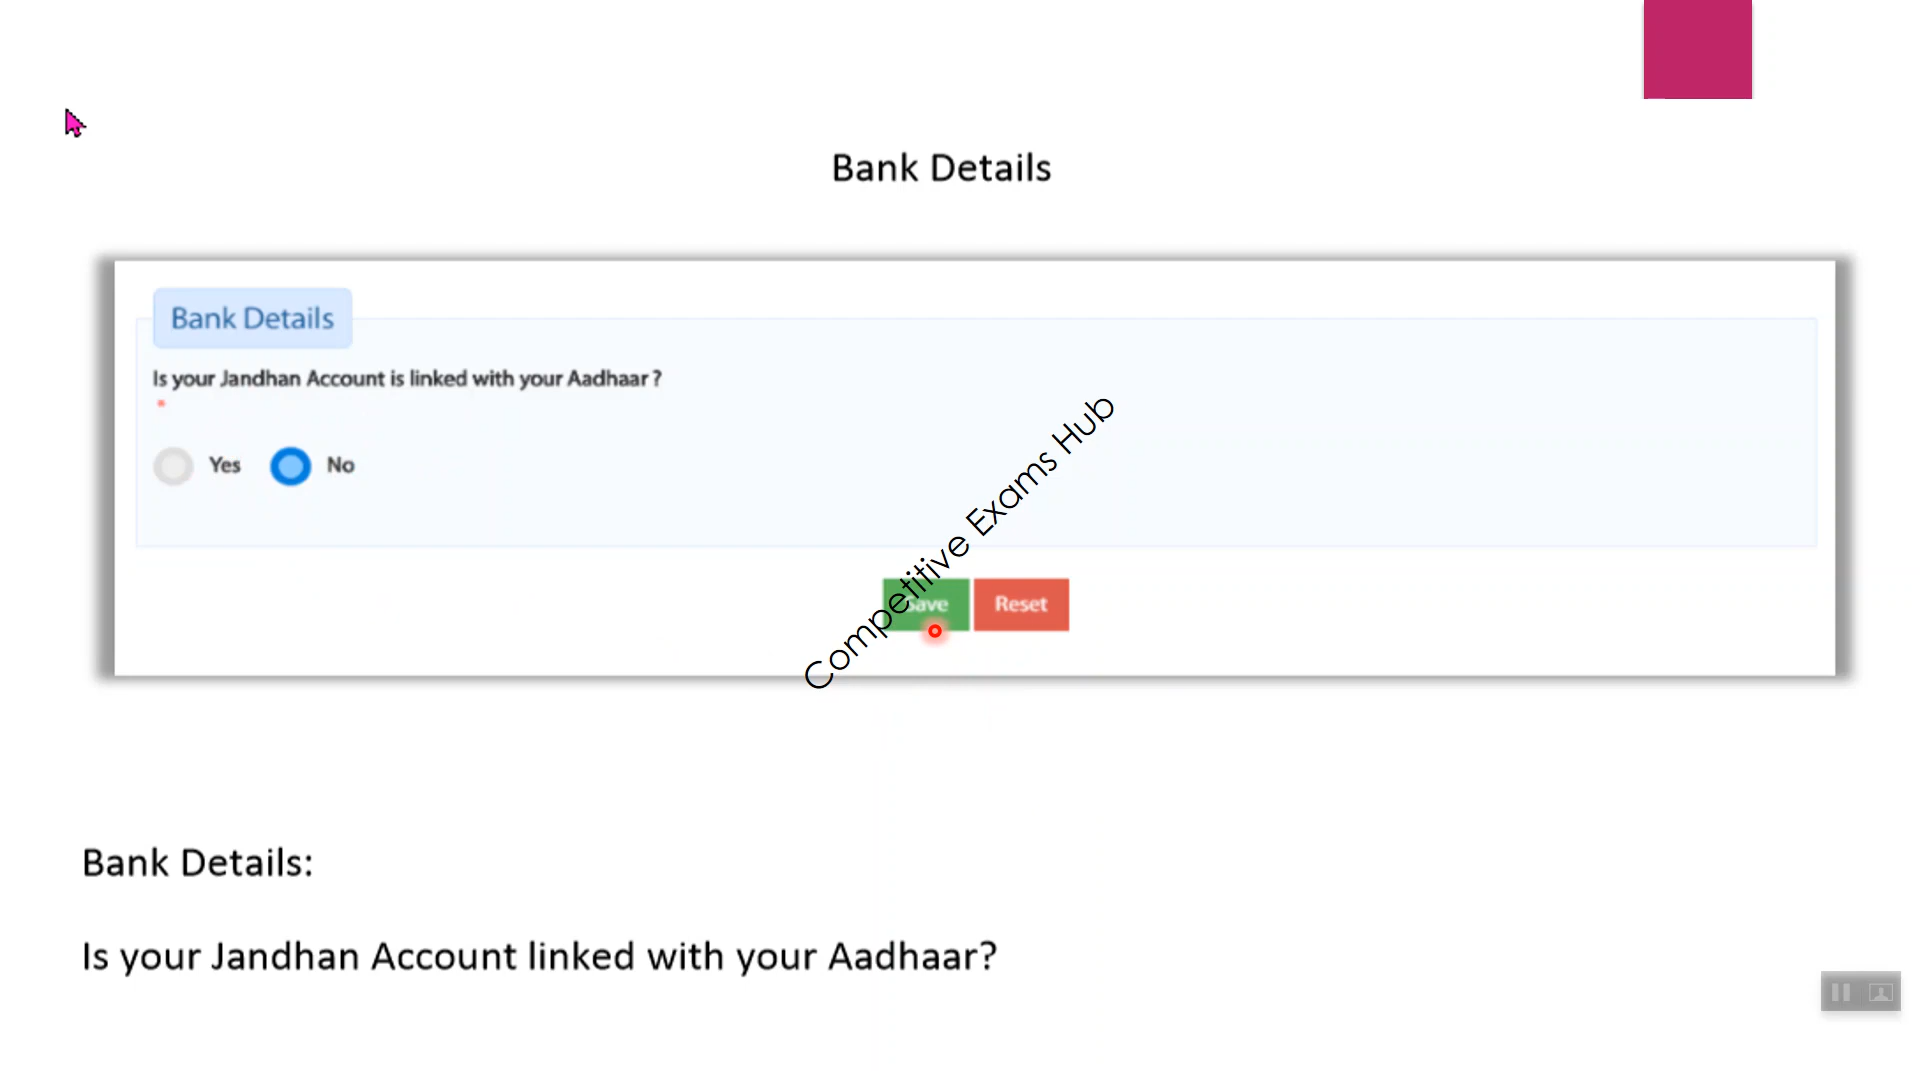 Bank Details
Bank Details
Is your Jandhan Account is linked with your Aadhaar ?
Yes No
Save Reset
Competitive Exams Hub
Bank Details:
Is your Jandhan Account linked with your Aadhaar?